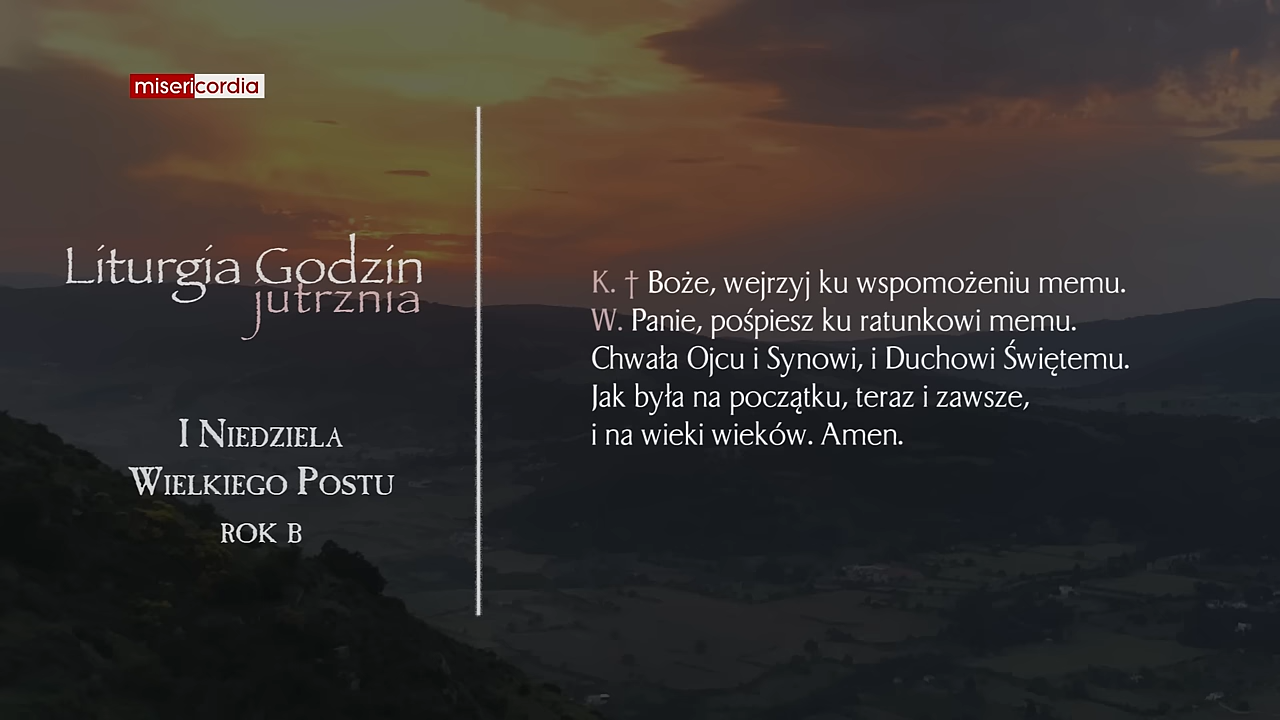 misericordia
Liturgia Godzin
jutrznia
I Niedziela
Wielkiego Postu
rok B
K. † Boże, wejrzyj ku wspomożeniu memu.
W. Panie, pośpiesz ku ratunkowi memu.
Chwała Ojcu i Synowi, i Duchowi Świętemu.
Jak była na początku, teraz i zawsze,
i na wieki wieków. Amen.